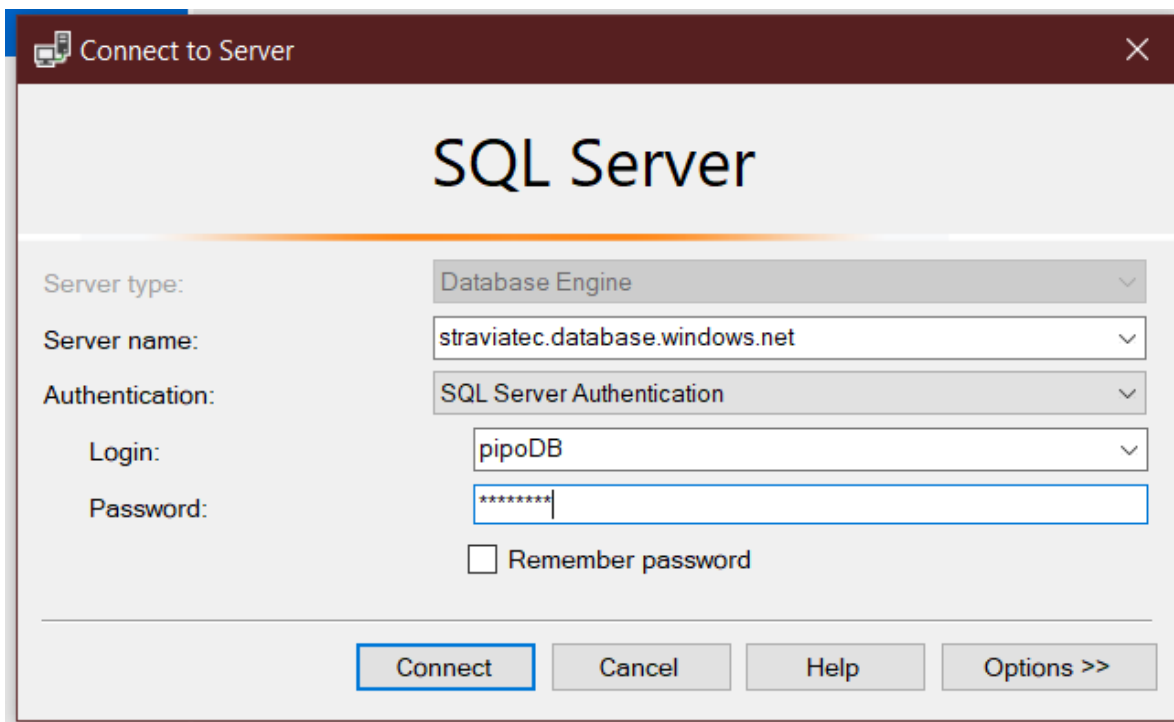 Connect to Server
SQL Server
Server type: Database Engine
Server name: straviatec.database.windows.net
Authentication: SQL Server Authentication
Login: pipoDB
Password: ********
Remember password
Connect Cancel Help Options >>